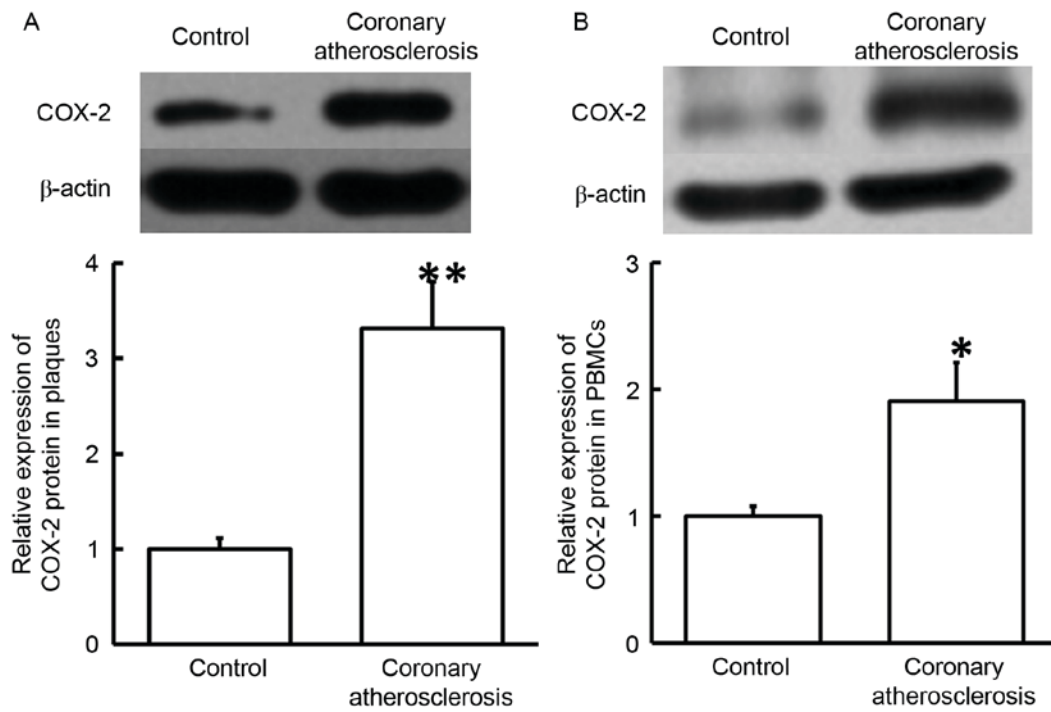 A
Control
Coronary
atherosclerosis
COX-2
β-actin
Relative expression of
COX-2 protein in plaques
4
3
2
1
0
**
Control
Coronary
atherosclerosis
B
Control
Coronary
atherosclerosis
COX-2
β-actin
Relative expression of
COX-2 protein in PBMCs
3
2
1
0
*
Control
Coronary
atherosclerosis